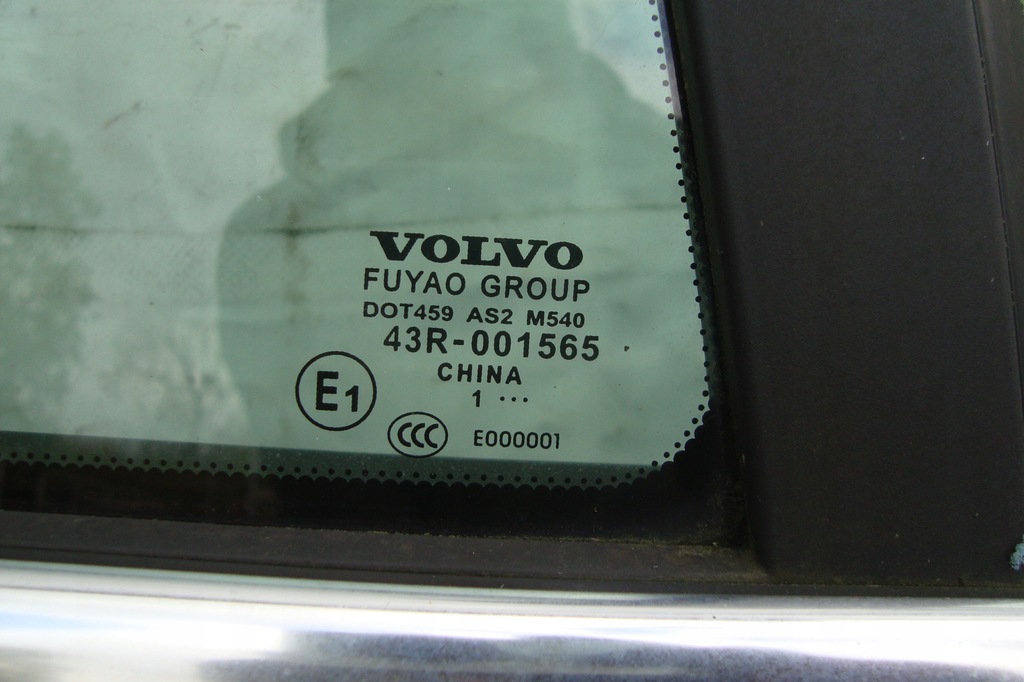 VOLVO
FUYAO GROUP
DOT459 AS2 M540
43R-001565
CHINA
1 ...
E1
CCC E000001